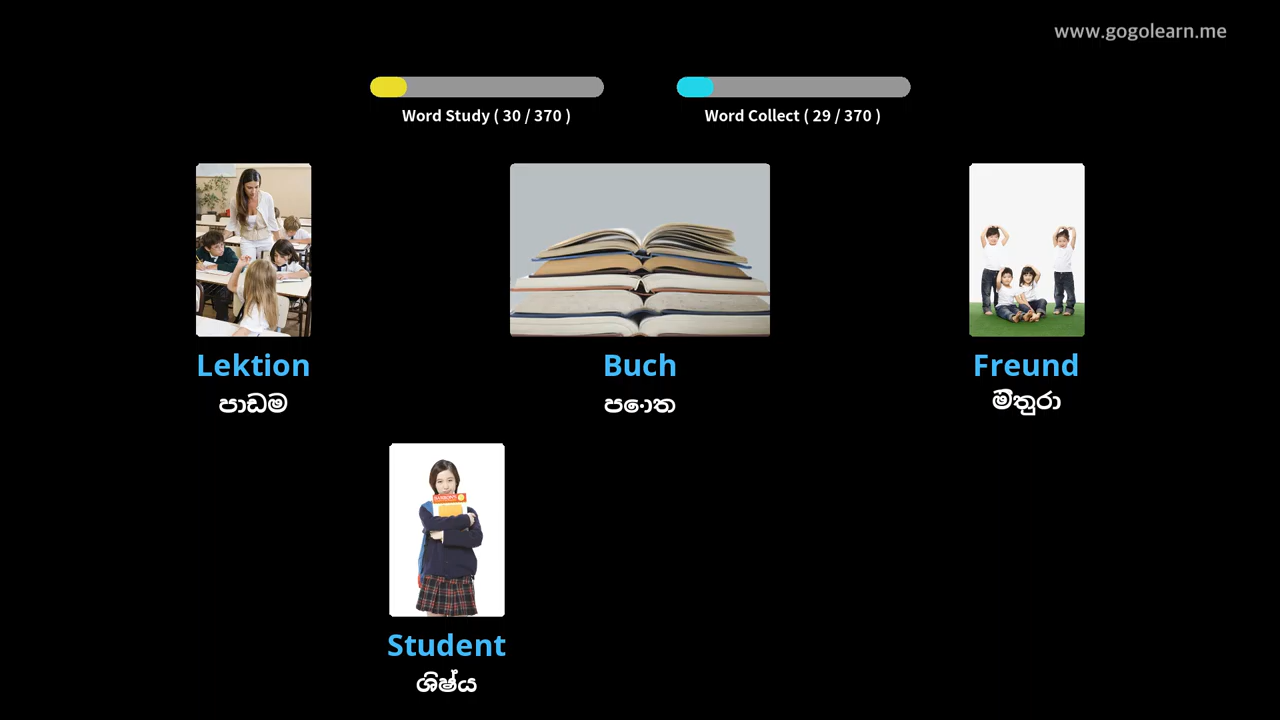 www.gogolearn.me
Word Study ( 30 / 370 )
Word Collect ( 29 / 370 )
Lektion
Buch
Freund
පාඩම
පොත
මිතුරා
Student
ශිෂ්ය